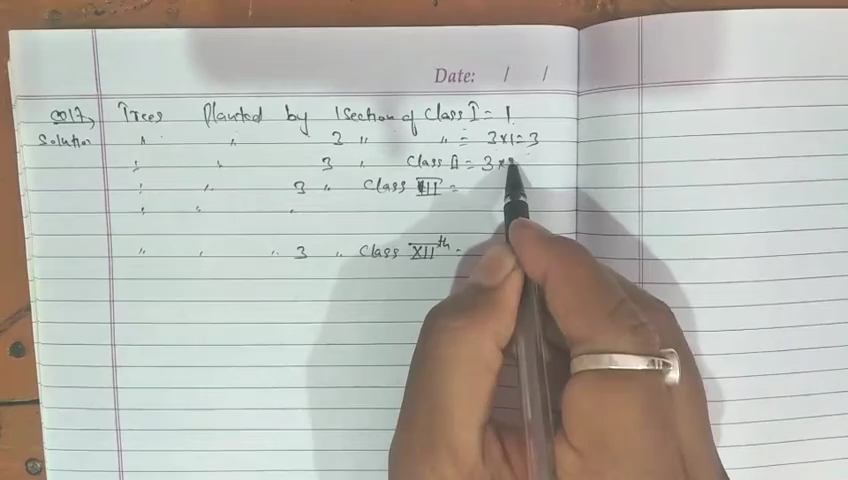 Date: / /
Q17, Trees Planted by 1 Section of Class I = 1
Solution " " 3 " " = 3×1=3
" " 3 " Class II = 3×
" " 3 " Class III =
" " "
" " " 3 " Class XIIth =